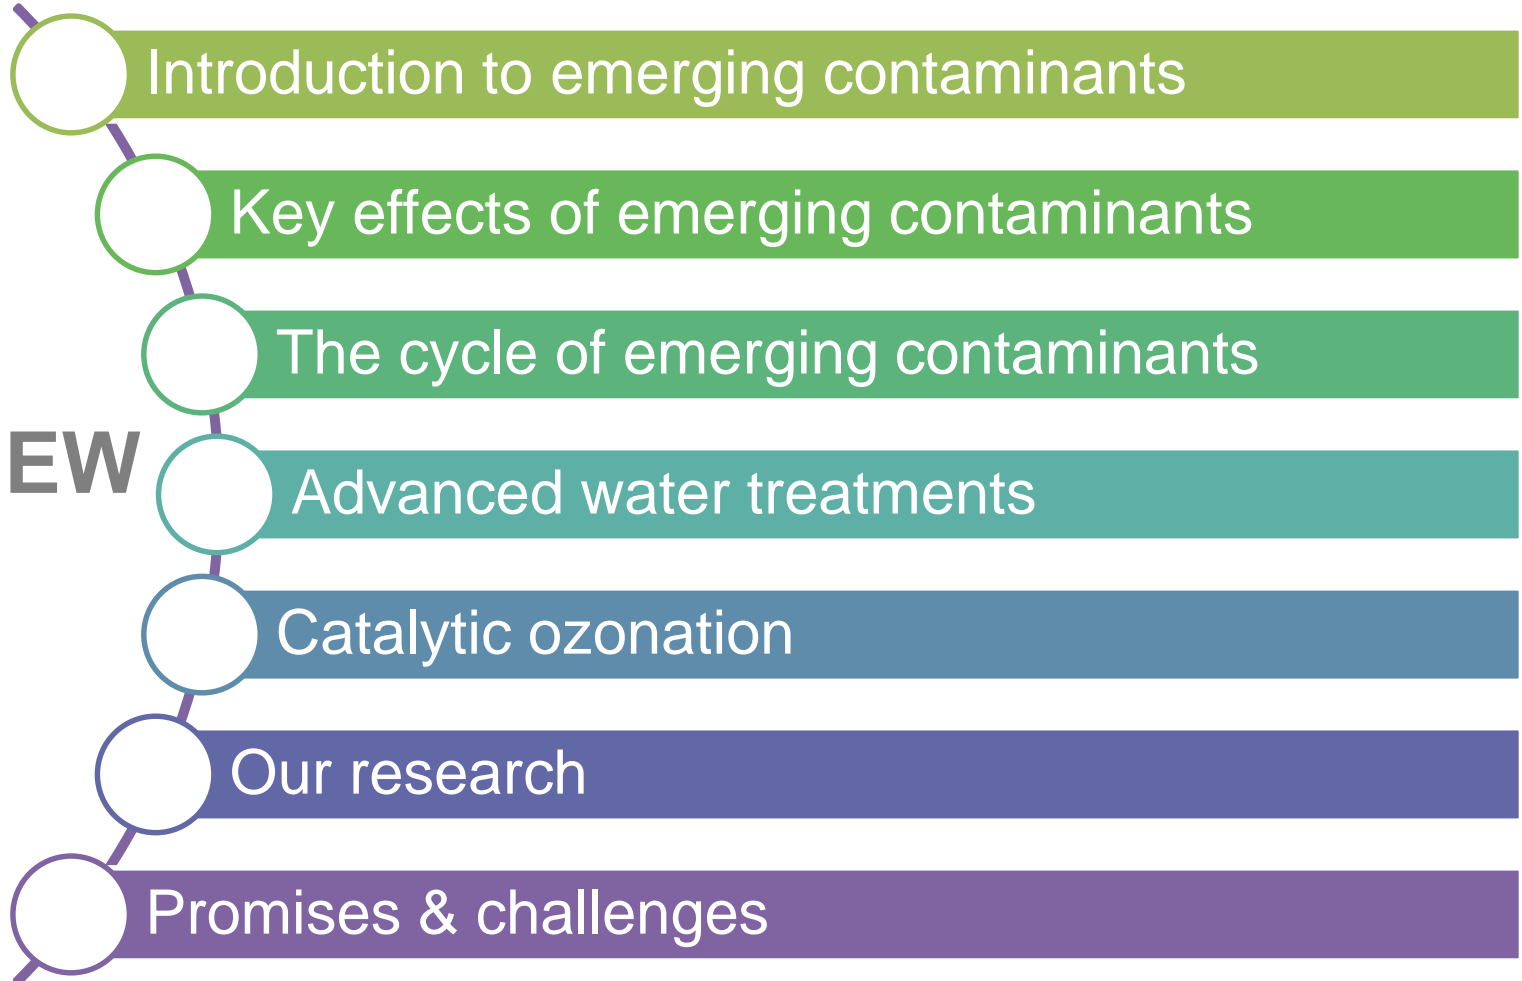 Introduction to emerging contaminants
Key effects of emerging contaminants
The cycle of emerging contaminants
EW
Advanced water treatments
Catalytic ozonation
Our research
Promises & challenges